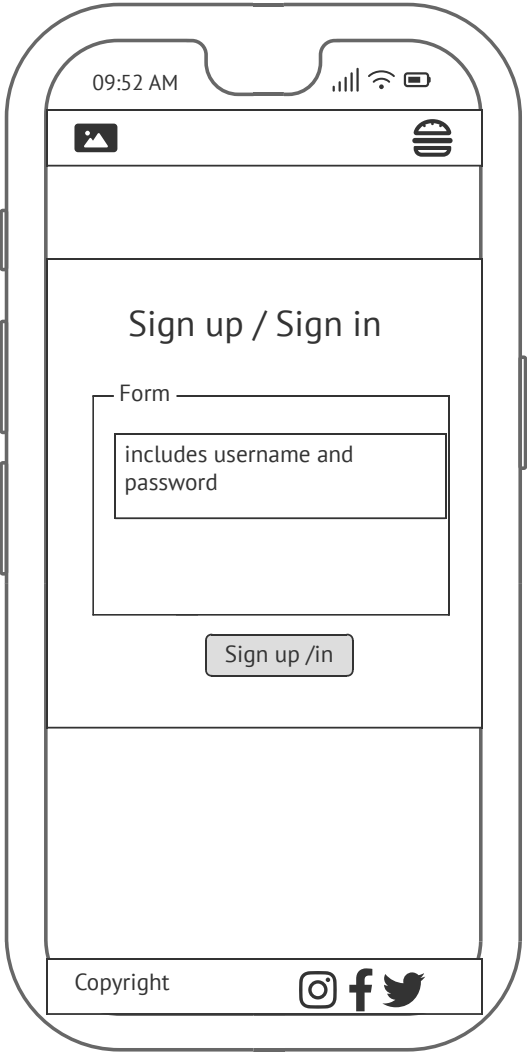 09:52 AM
Sign up / Sign in
Form
includes username and
password
Sign up /in
Copyright